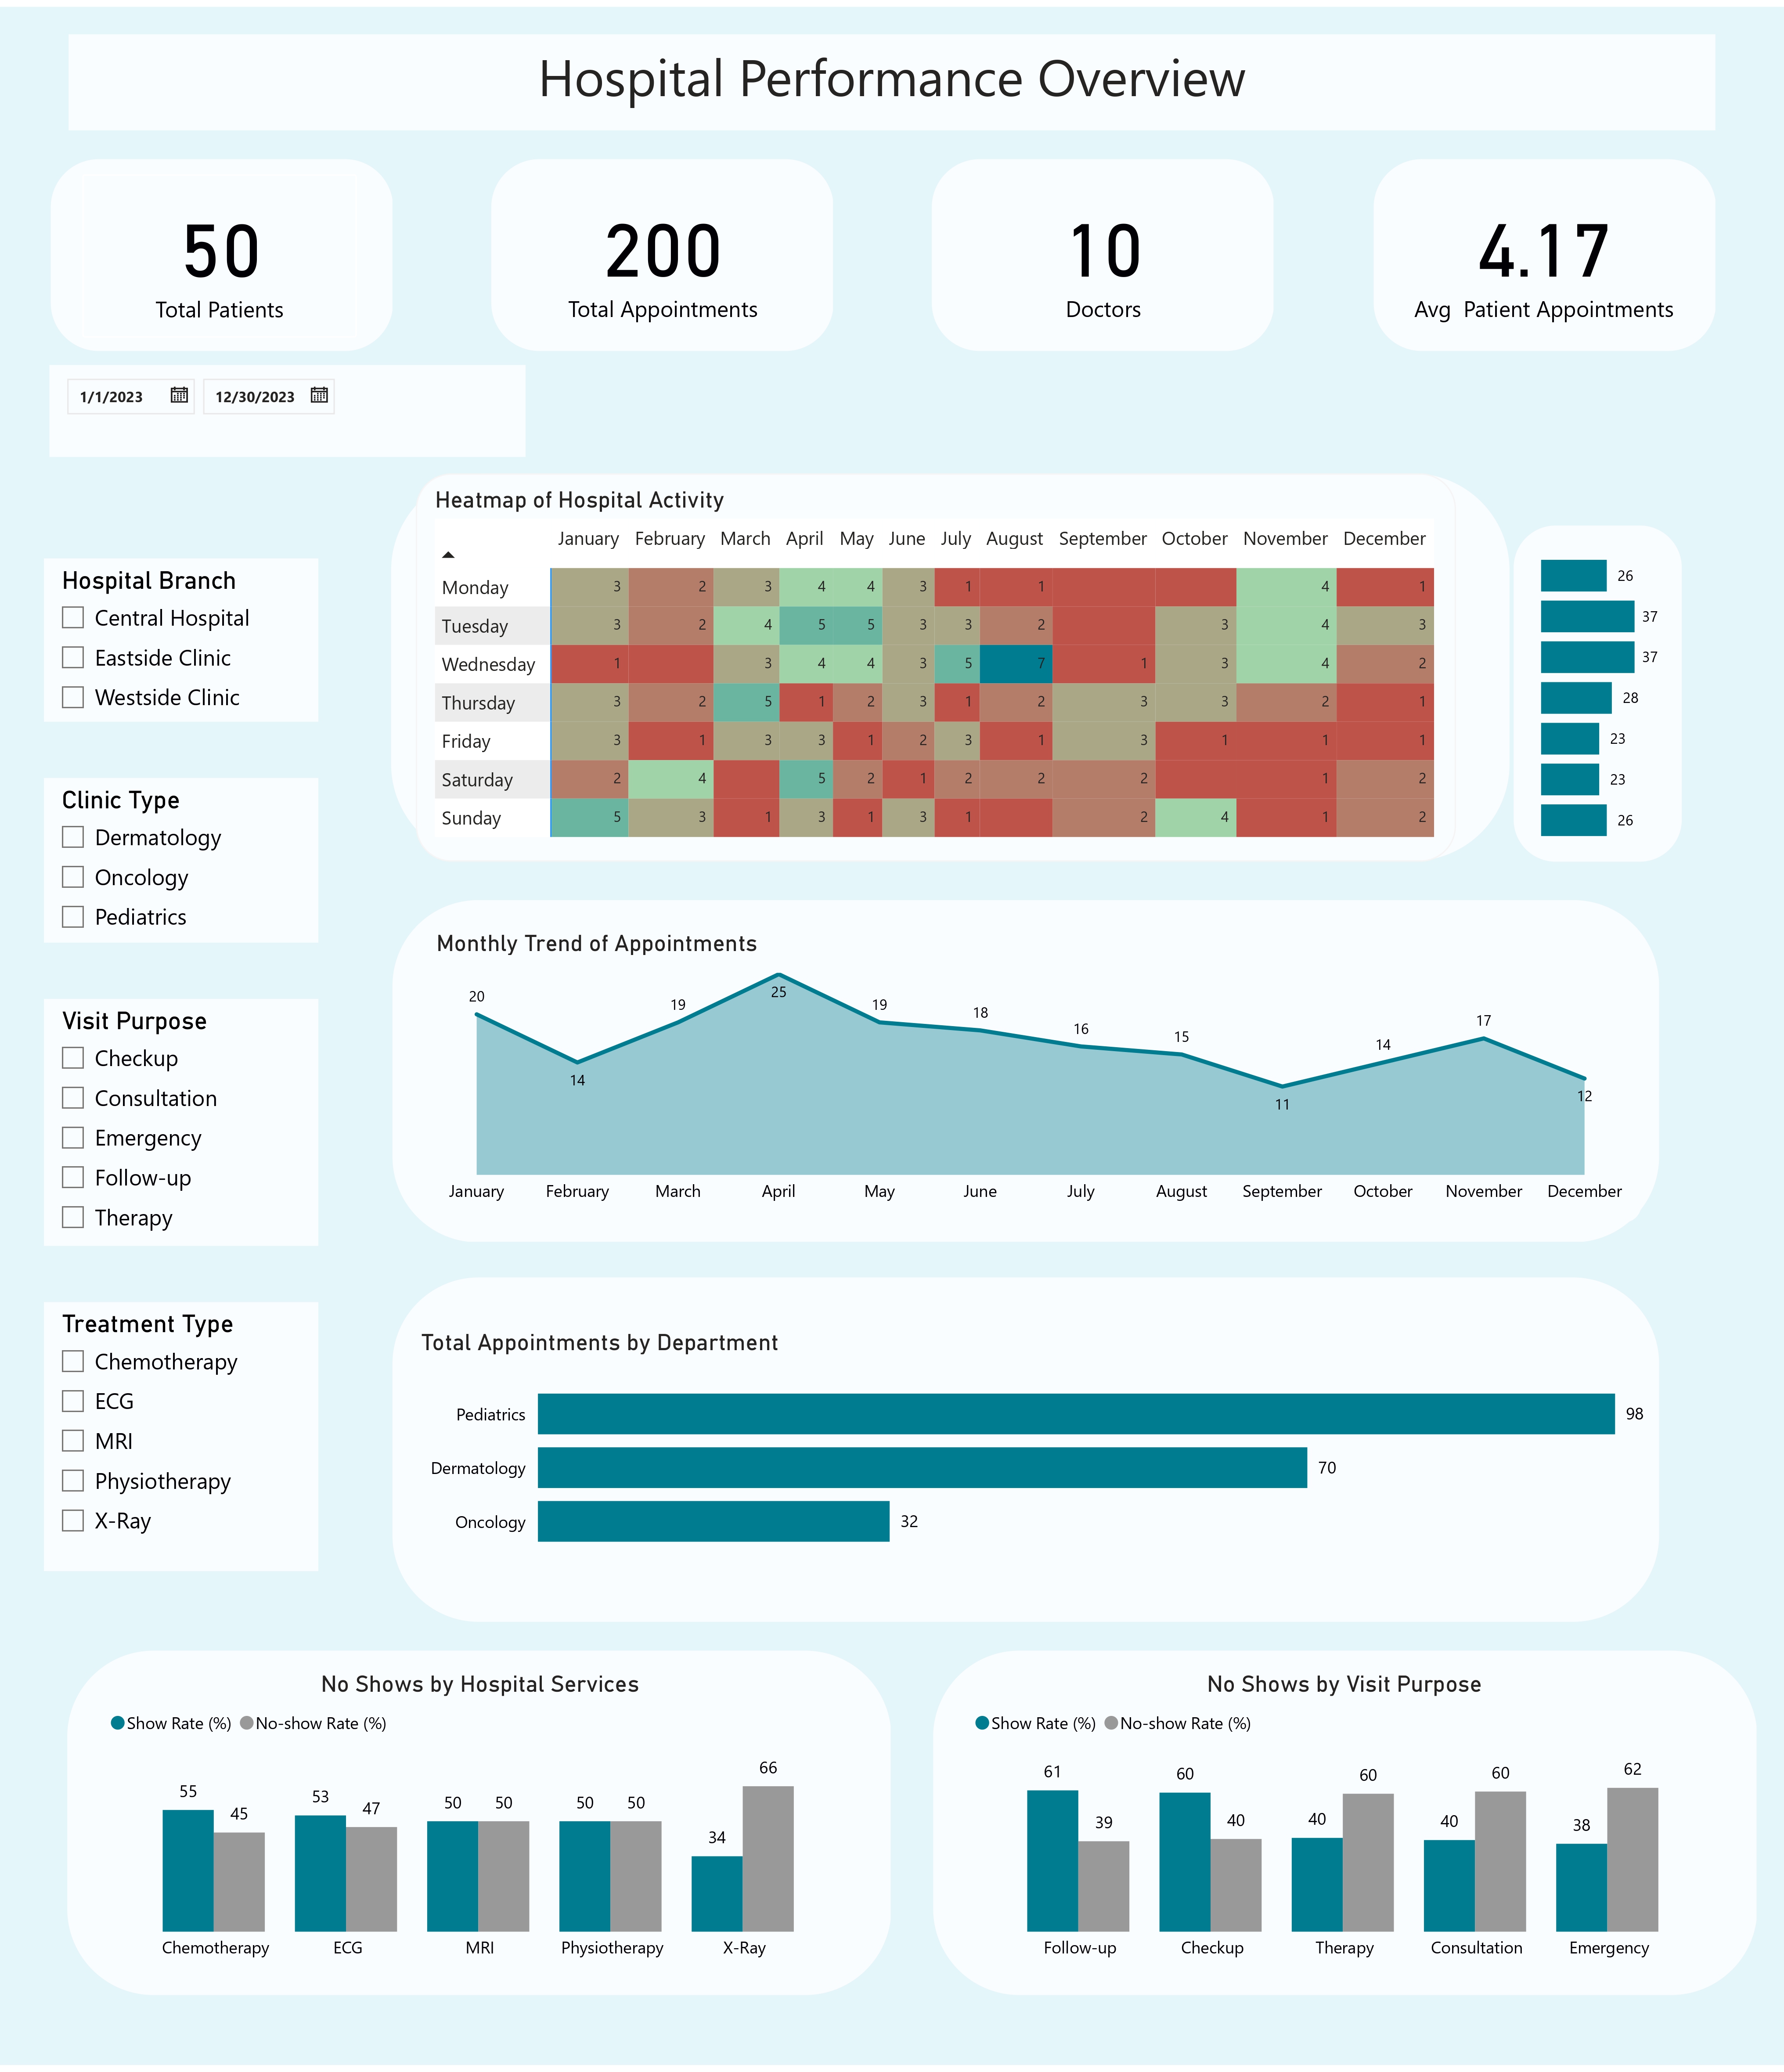 Hospital Performance Overview
50
Total Patients
200
Total Appointments
10
Doctors
4.17
Avg  Patient Appointments
1/1/2023 12/30/2023
Hospital Branch
Central Hospital
Eastside Clinic
Westside Clinic
Clinic Type
Dermatology
Oncology
Pediatrics
Visit Purpose
Checkup
Consultation
Emergency
Follow-up
Therapy
Treatment Type
Chemotherapy
ECG
MRI
Physiotherapy
X-Ray
Heatmap of Hospital Activity
January February March April May June July August September October November December
Monday 3 2 3 4 4 3 1 1 4 1
Tuesday 3 2 4 5 5 3 3 2 3 4 3
Wednesday 1 3 4 4 3 5 7 1 3 4 2
Thursday 3 2 5 1 2 3 1 2 3 3 2 1
Friday 3 1 3 3 1 2 3 1 3 1 1 1
Saturday 2 4 5 2 1 2 2 2 1 2
Sunday 5 3 1 3 1 3 1 2 4 1 2
26
37
37
28
23
23
26
Monthly Trend of Appointments
20 14 19 25 19 18 16 15 11 14 17 12
January February March April May June July August September October November December
Total Appointments by Department
Pediatrics 98
Dermatology 70
Oncology 32
No Shows by Hospital Services
Show Rate (%) No-show Rate (%)
55 45 53 47 50 50 50 50 34 66
Chemotherapy ECG MRI Physiotherapy X-Ray
No Shows by Visit Purpose
Show Rate (%) No-show Rate (%)
61 39 60 40 40 60 40 60 38 62
Follow-up Checkup Therapy Consultation Emergency